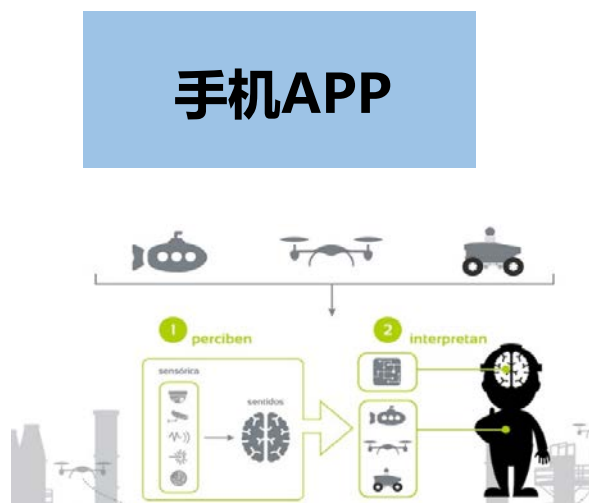 手机APP
1 perciben
2 interpretan
sensórica
sentidos